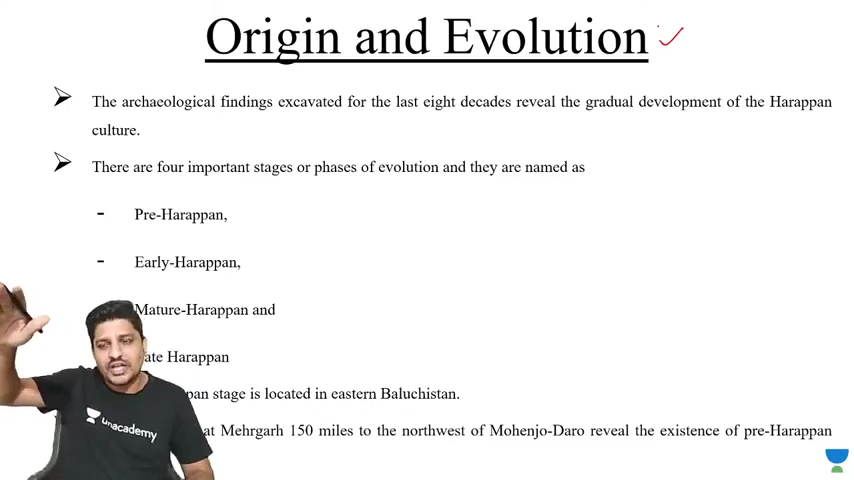 Origin and Evolution
➢ The archaeological findings excavated for the last eight decades reveal the gradual development of the Harappan
culture.
➢ There are four important stages or phases of evolution and they are named as
- Pre-Harappan,
- Early-Harappan,
Mature-Harappan and
ate Harappan
pan stage is located in eastern Baluchistan.
at Mehrgarh 150 miles to the northwest of Mohenjo-Daro reveal the existence of pre-Harappan
unacademy